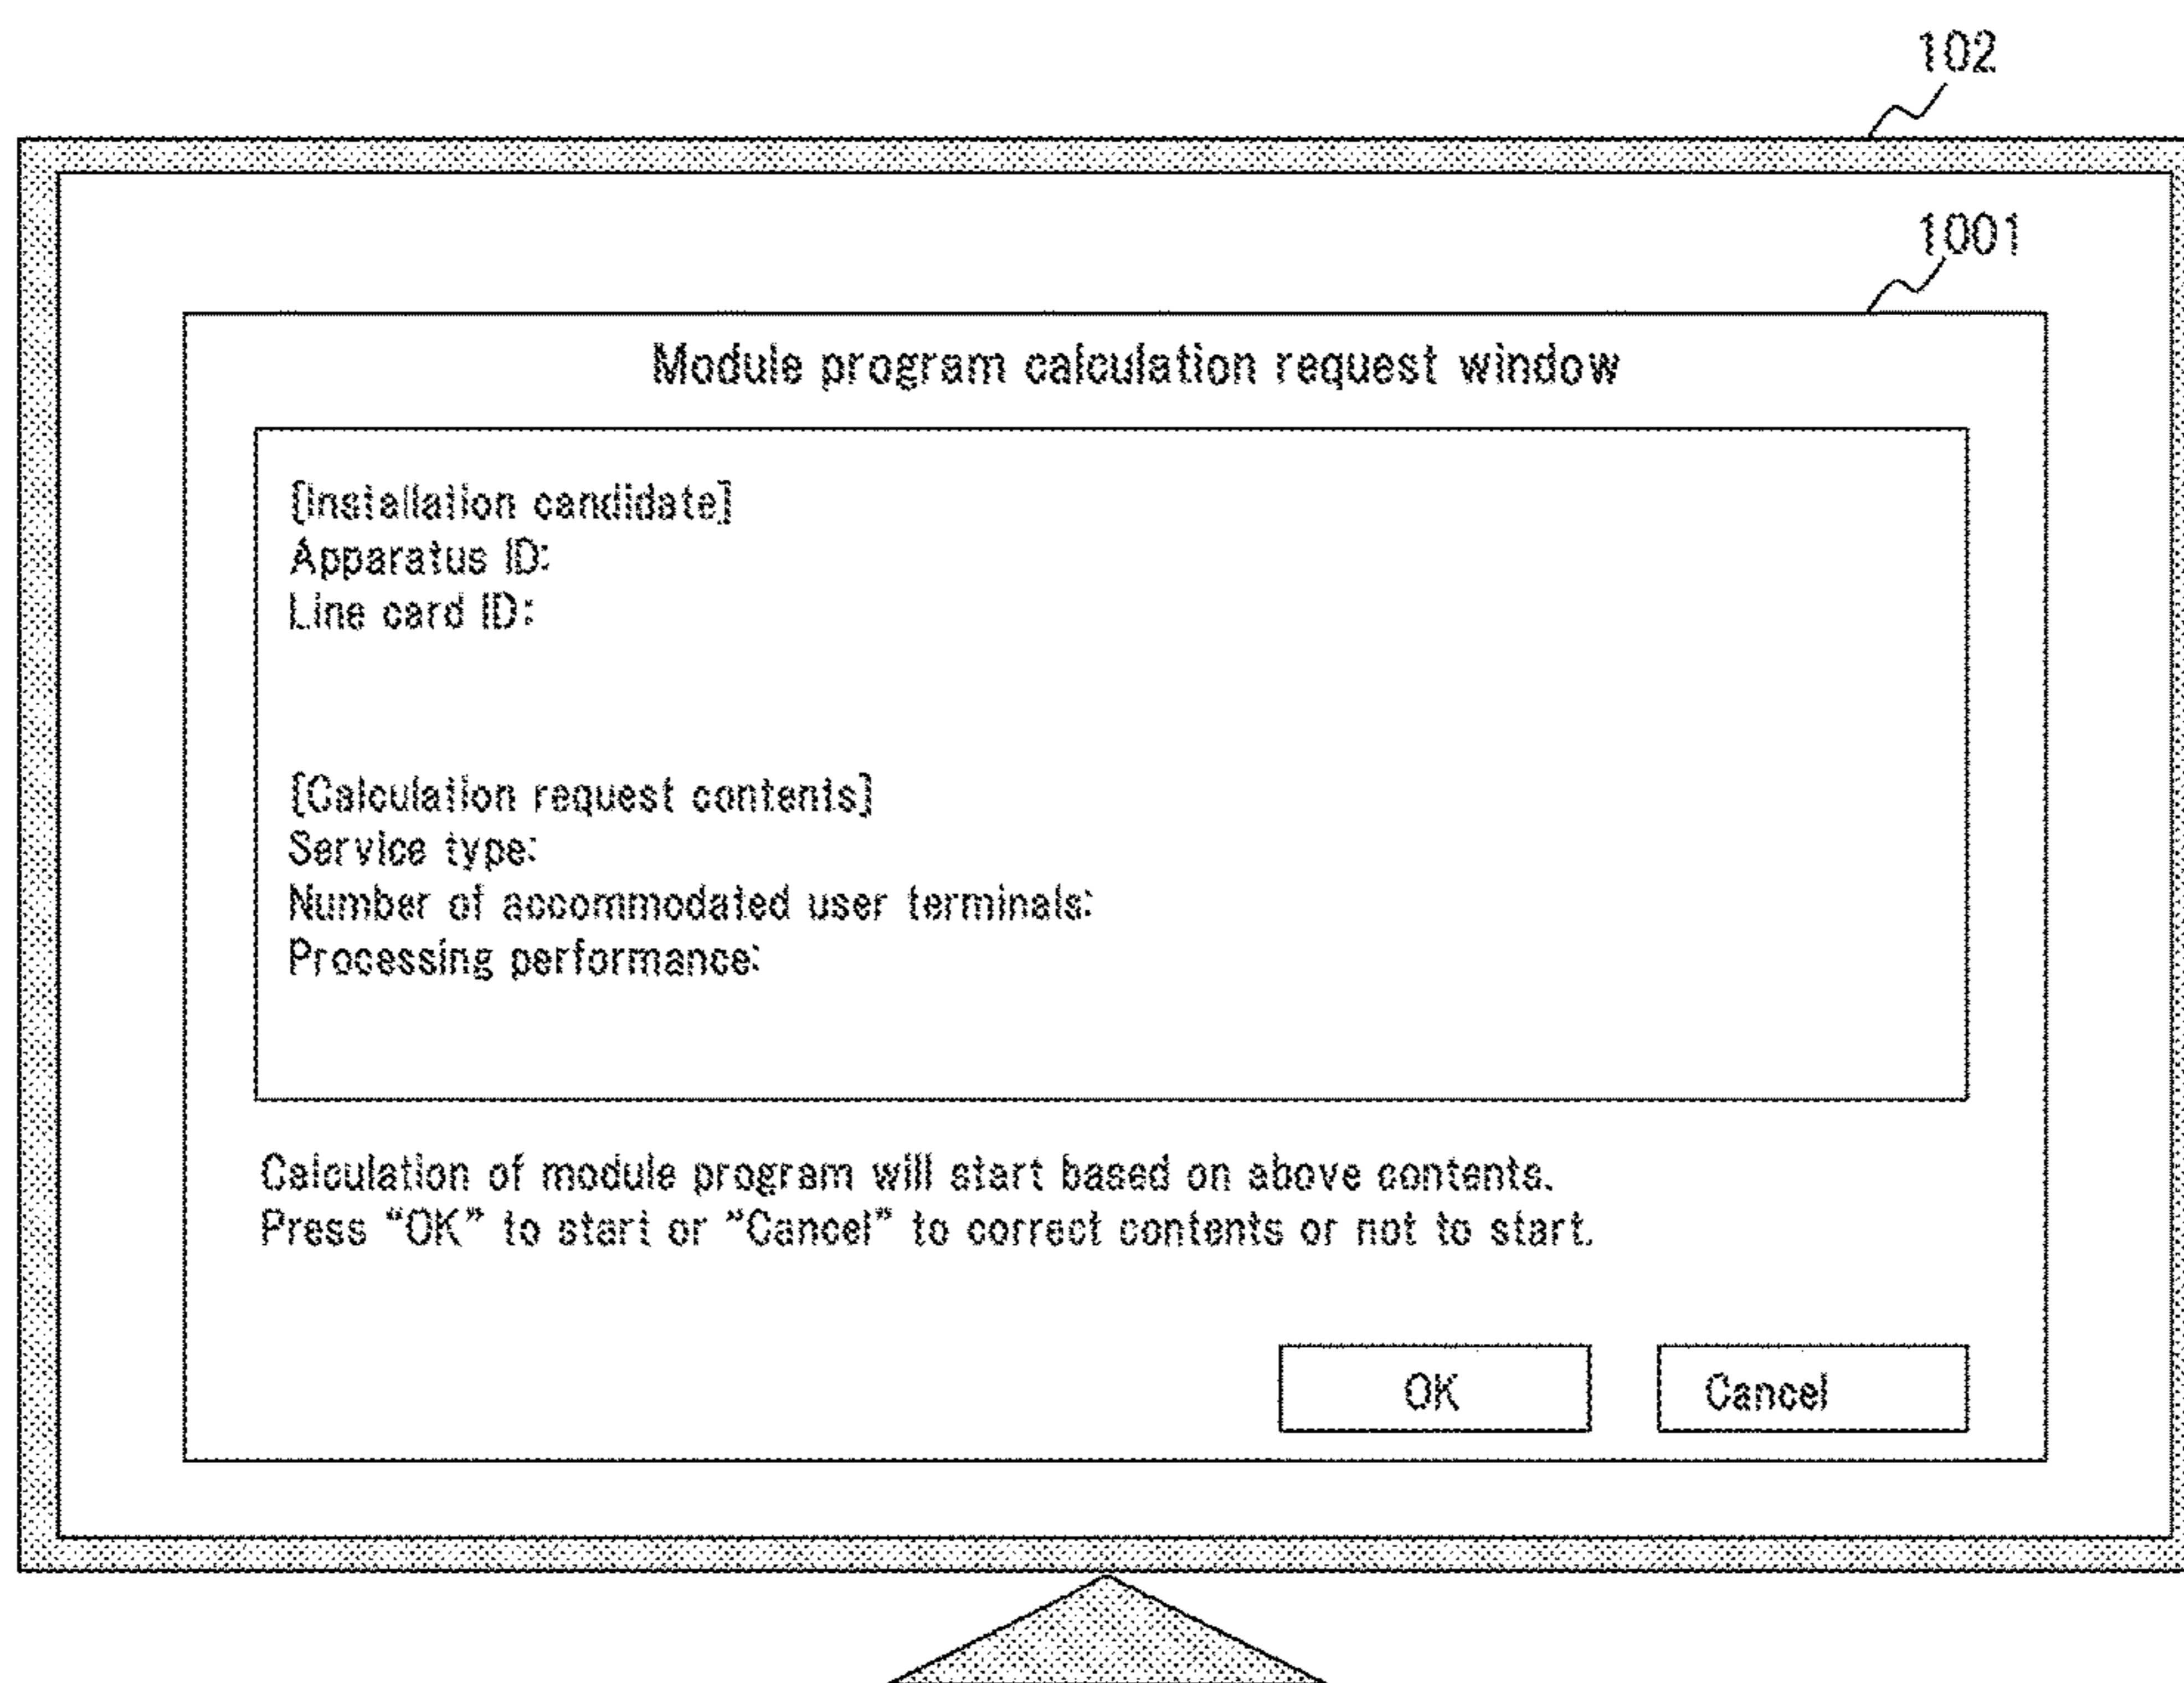 102
1001
Module program calculation request window
[Installation candidate]
Apparatus ID:
Line card ID:
[Calculation request contents]
Service type:
Number of accommodated user terminals:
Processing performance:
Calculation of module program will start based on above contents.
Press “OK” to start or ”Cancel” to correct contents or not to start.
OK
Cancel